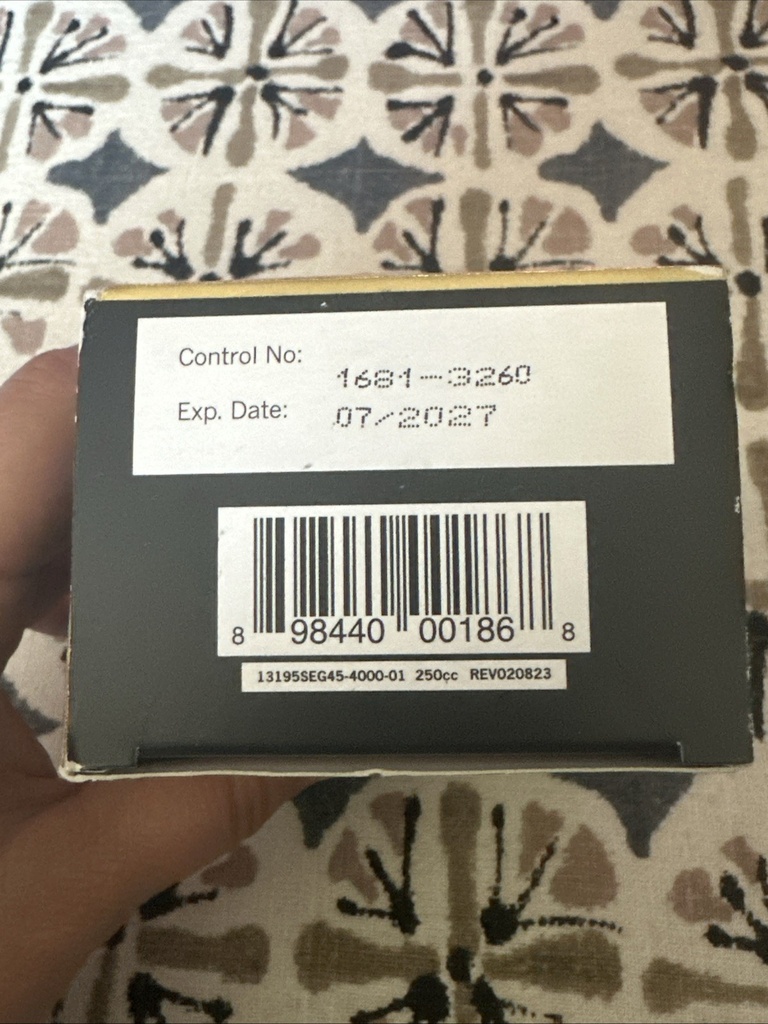 Control No: 1681-3260
Exp. Date: 07/2027
8 98440 00186 8
13195SEG45-4000-01 250cc REV020823